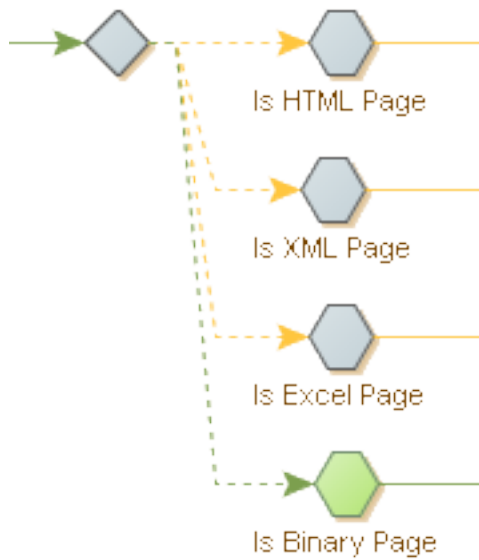 Is HTML Page
Is XML Page
Is Excel Page
Is Binary Page